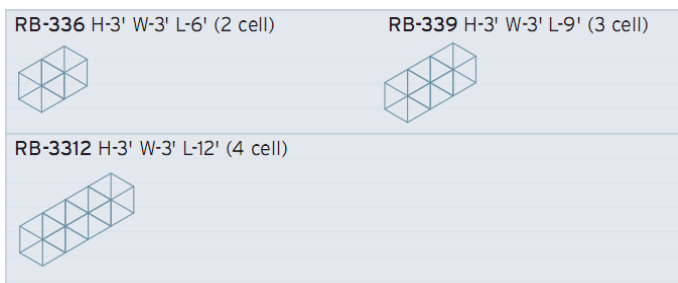 RB-336 H-3' W-3' L-6' (2 cell)
RB-339 H-3' W-3' L-9' (3 cell)
RB-3312 H-3' W-3' L-12' (4 cell)